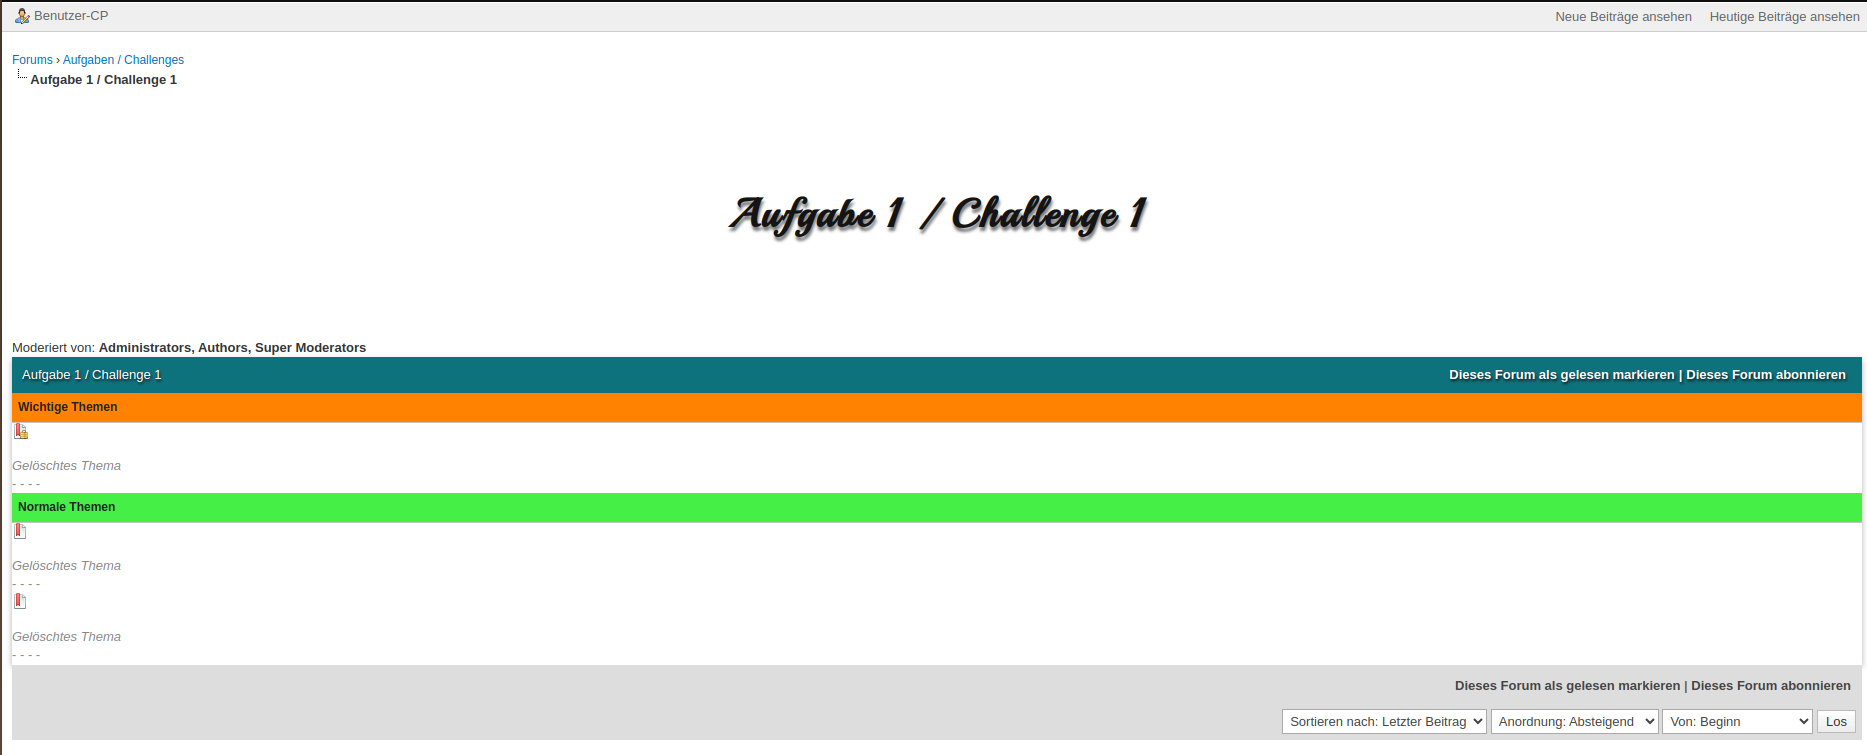 Benutzer-CP
Neue Beiträge ansehen Heutige Beiträge ansehen
Forums › Aufgaben / Challenges
Aufgabe 1 / Challenge 1
Aufgabe 1 / Challenge 1
Moderiert von: Administrators, Authors, Super Moderators
Aufgabe 1 / Challenge 1
Dieses Forum als gelesen markieren | Dieses Forum abonnieren
Wichtige Themen
Gelöschtes Thema
- - - -
Normale Themen
Gelöschtes Thema
- - - -
Gelöschtes Thema
- - - -
Dieses Forum als gelesen markieren | Dieses Forum abonnieren
Sortieren nach: Letzter Beitrag Anordnung: Absteigend Von: Beginn Los